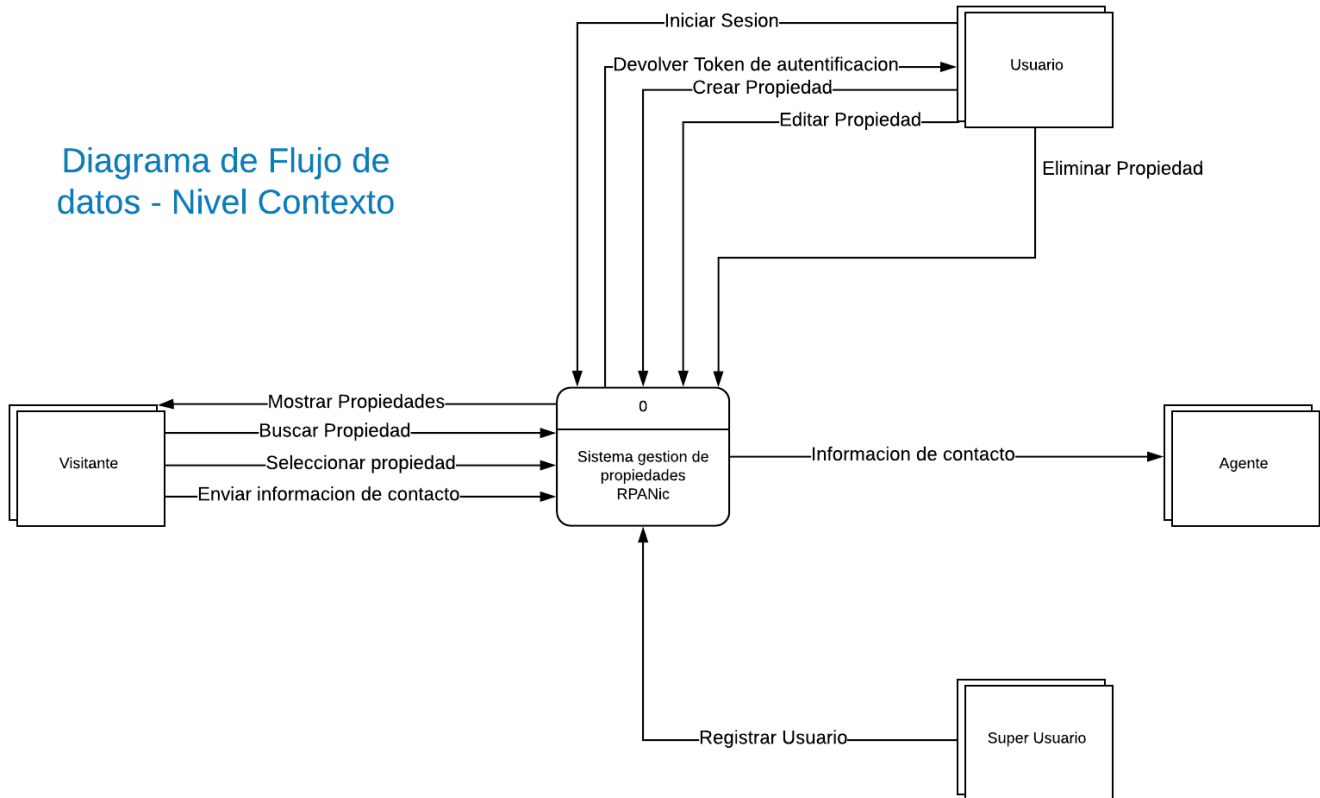 Iniciar Sesion
Devolver Token de autentificacion
Crear Propiedad
Editar Propiedad
Usuario
Eliminar Propiedad
Diagrama de Flujo de
datos - Nivel Contexto
Mostrar Propiedades
Buscar Propiedad
Seleccionar propiedad
Enviar informacion de contacto
Visitante
0
Sistema gestion de
propiedades
RPANic
Informacion de contacto
Agente
Registrar Usuario
Super Usuario